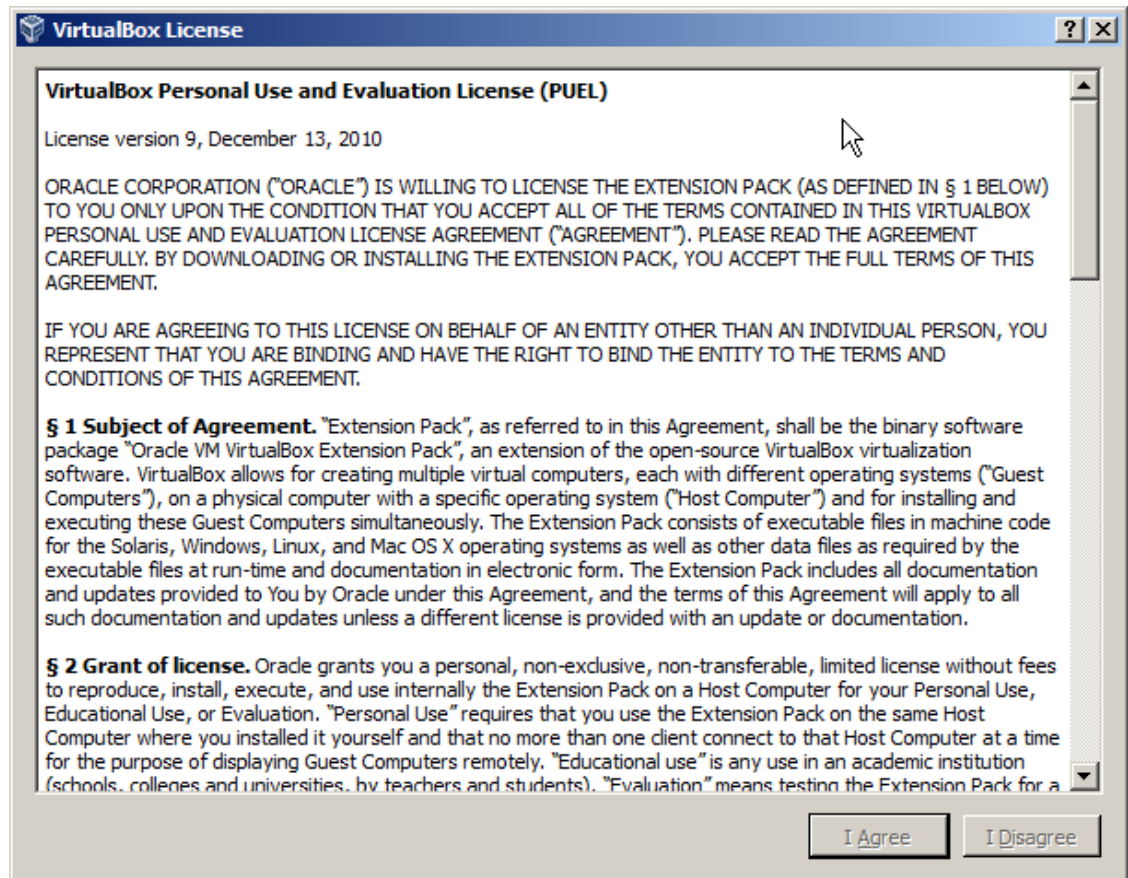 VirtualBox License
VirtualBox Personal Use and Evaluation License (PUEL)
License version 9, December 13, 2010
ORACLE CORPORATION (“ORACLE”) IS WILLING TO LICENSE THE EXTENSION PACK (AS DEFINED IN § 1 BELOW)
TO YOU ONLY UPON THE CONDITION THAT YOU ACCEPT ALL OF THE TERMS CONTAINED IN THIS VIRTUALBOX
PERSONAL USE AND EVALUATION LICENSE AGREEMENT (“AGREEMENT”). PLEASE READ THE AGREEMENT
CAREFULLY. BY DOWNLOADING OR INSTALLING THE EXTENSION PACK, YOU ACCEPT THE FULL TERMS OF THIS
AGREEMENT.
IF YOU ARE AGREEING TO THIS LICENSE ON BEHALF OF AN ENTITY OTHER THAN AN INDIVIDUAL PERSON, YOU
REPRESENT THAT YOU ARE BINDING AND HAVE THE RIGHT TO BIND THE ENTITY TO THE TERMS AND
CONDITIONS OF THIS AGREEMENT.
§ 1 Subject of Agreement. “Extension Pack”, as referred to in this Agreement, shall be the binary software
package “Oracle VM VirtualBox Extension Pack”, an extension of the open-source VirtualBox virtualization
software. VirtualBox allows for creating multiple virtual computers, each with different operating systems (“Guest
Computers”), on a physical computer with a specific operating system (“Host Computer”) and for installing and
executing these Guest Computers simultaneously. The Extension Pack consists of executable files in machine code
for the Solaris, Windows, Linux, and Mac OS X operating systems as well as other data files as required by the
executable files at run-time and documentation in electronic form. The Extension Pack includes all documentation
and updates provided to You by Oracle under this Agreement, and the terms of this Agreement will apply to all
such documentation and updates unless a different license is provided with an update or documentation.
§ 2 Grant of license. Oracle grants you a personal, non-exclusive, non-transferable, limited license without fees
to reproduce, install, execute, and use internally the Extension Pack on a Host Computer for your Personal Use,
Educational Use, or Evaluation. “Personal Use” requires that you use the Extension Pack on the same Host
Computer where you installed it yourself and that no more than one client connect to that Host Computer at a time
for the purpose of displaying Guest Computers remotely. “Educational use” is any use in an academic institution
(schools, colleges and universities, by teachers and students). “Evaluation” means testing the Extension Pack for a
I Agree I Disagree